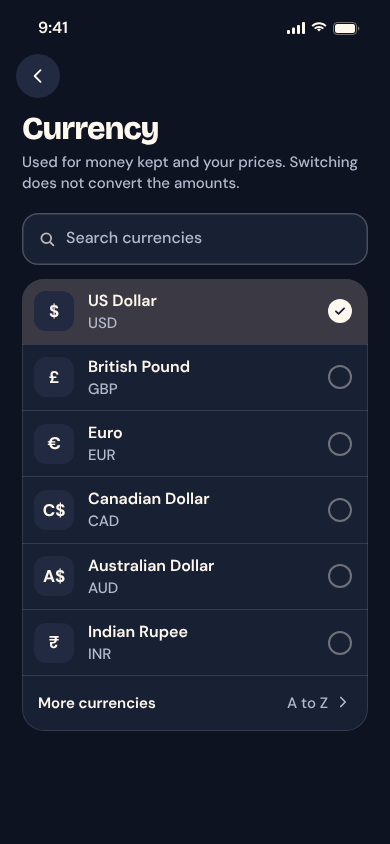 9:41
Currency
Used for money kept and your prices. Switching
does not convert the amounts.
Search currencies
$
US Dollar
USD
£
British Pound
GBP
€
Euro
EUR
C$
Canadian Dollar
CAD
A$
Australian Dollar
AUD
₹
Indian Rupee
INR
More currencies
A to Z